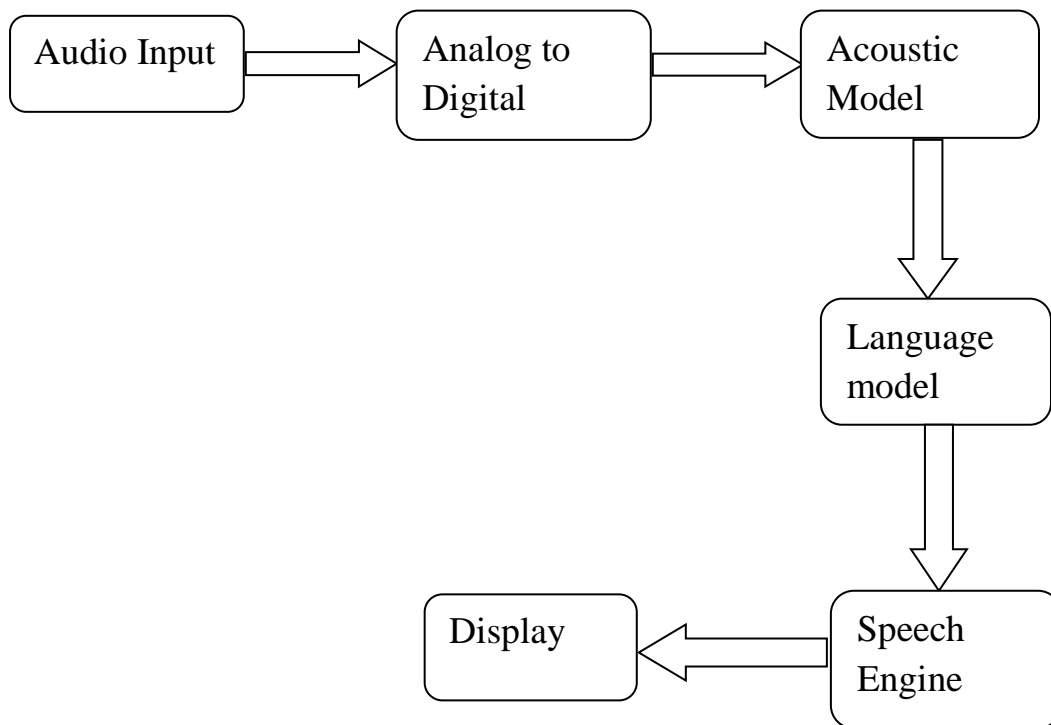 Audio Input
Analog to
Digital
Acoustic
Model
Language
model
Speech
Engine
Display